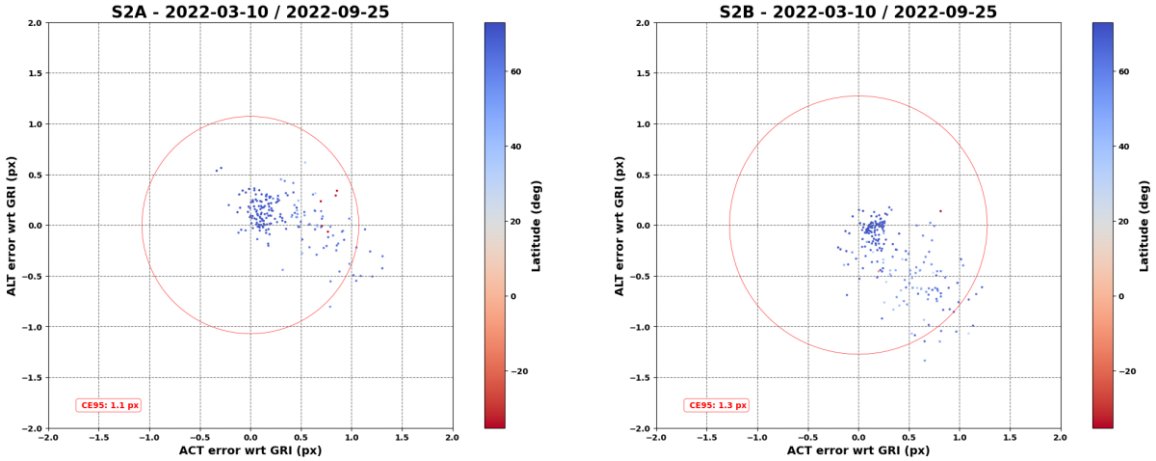 S2A - 2022-03-10 / 2022-09-25
2.0
1.5
1.0
0.5
0.0
−0.5
−1.0
−1.5
−2.0
ALT error wrt GRI (px)
−2.0 −1.5 −1.0 −0.5 0.0 0.5 1.0 1.5 2.0
ACT error wrt GRI (px)
CE95: 1.1 px
60
40
20
0
−20
Latitude (deg)
S2B - 2022-03-10 / 2022-09-25
2.0
1.5
1.0
0.5
0.0
−0.5
−1.0
−1.5
−2.0
ALT error wrt GRI (px)
−2.0 −1.5 −1.0 −0.5 0.0 0.5 1.0 1.5 2.0
ACT error wrt GRI (px)
CE95: 1.3 px
60
40
20
0
−20
Latitude (deg)